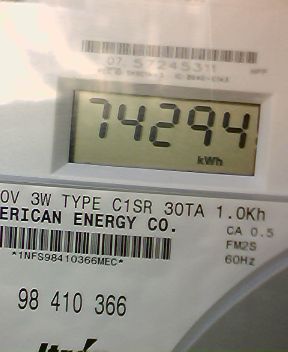 07 57245311
74294
kWh
0V 3W TYPE C1SR 30TA 1.0Kh
ERICAN ENERGY CO.
CA 0.5
FM2S
60Hz
*1NFS98410366MEC*
98 410 366